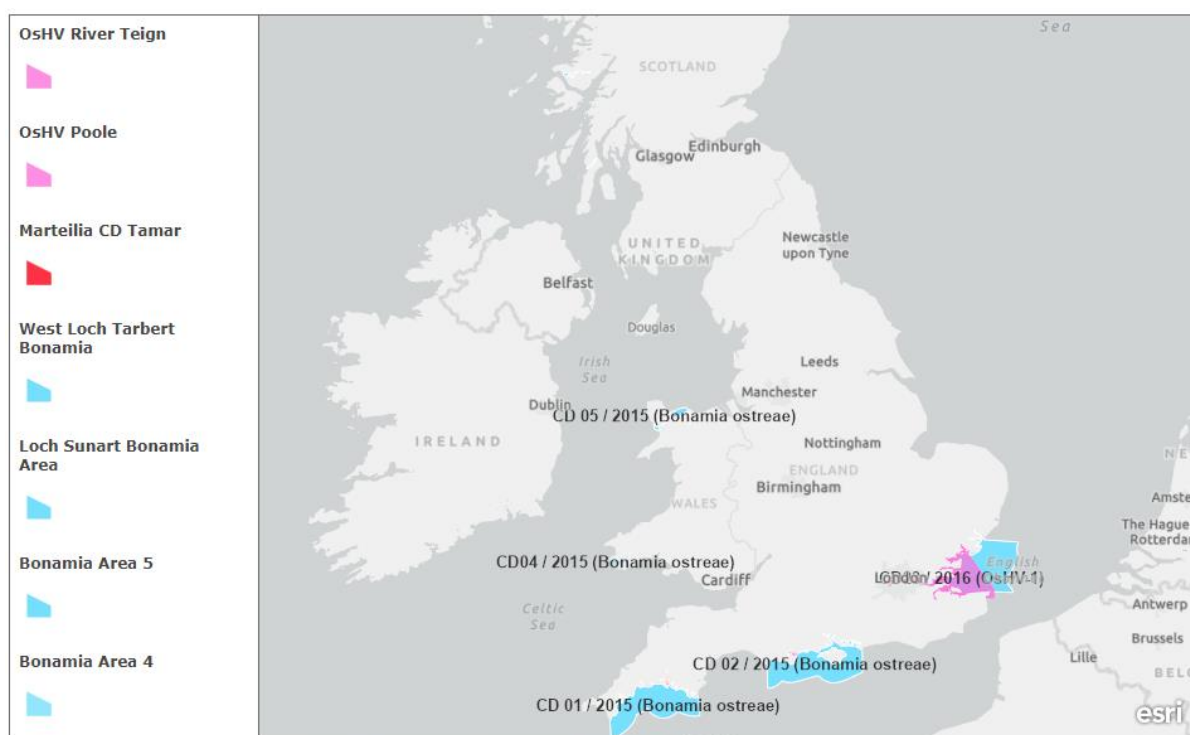 OsHV River Teign
OsHV Poole
Marteilia CD Tamar
West Loch Tarbert
Bonamia
Loch Sunart Bonamia
Area
Bonamia Area 5
Bonamia Area 4
Sea
SCOTLAND
Edinburgh
Glasgow
UNITED
KINGDOM
Newcastle
upon Tyne
Belfast
Douglas
Irish
Sea
Leeds
Manchester
Dublin
CD 05 / 2015 (Bonamia ostreae)
IRELAND
Nottingham
ENGLAND
Birmingham
WALES
The Hague
CD04 / 2015 (Bonamia ostreae)
Cardiff
English
London / 2016 (OsHV-1)
Celtic
Sea
Antwerp
Brussels
Lille
CD 02 / 2015 (Bonamia ostreae)
CD 01 / 2015 (Bonamia ostreae)
esri